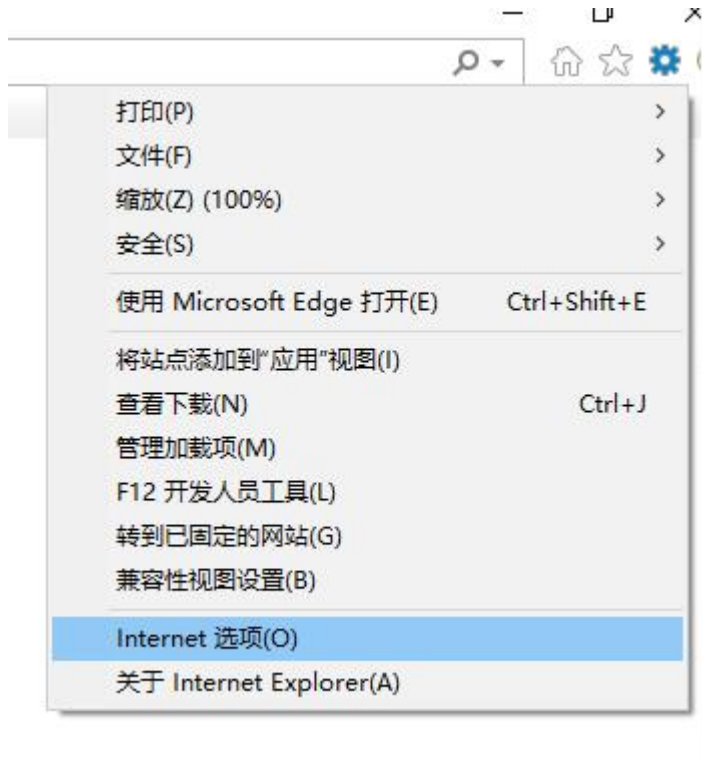 打印(P)
文件(F)
缩放(Z) (100%)
安全(S)
使用 Microsoft Edge 打开(E) Ctrl+Shift+E
将站点添加到“应用”视图(I)
查看下载(N) Ctrl+J
管理加载项(M)
F12 开发人员工具(L)
转到已固定的网站(G)
兼容性视图设置(B)
Internet 选项(O)
关于 Internet Explorer(A)